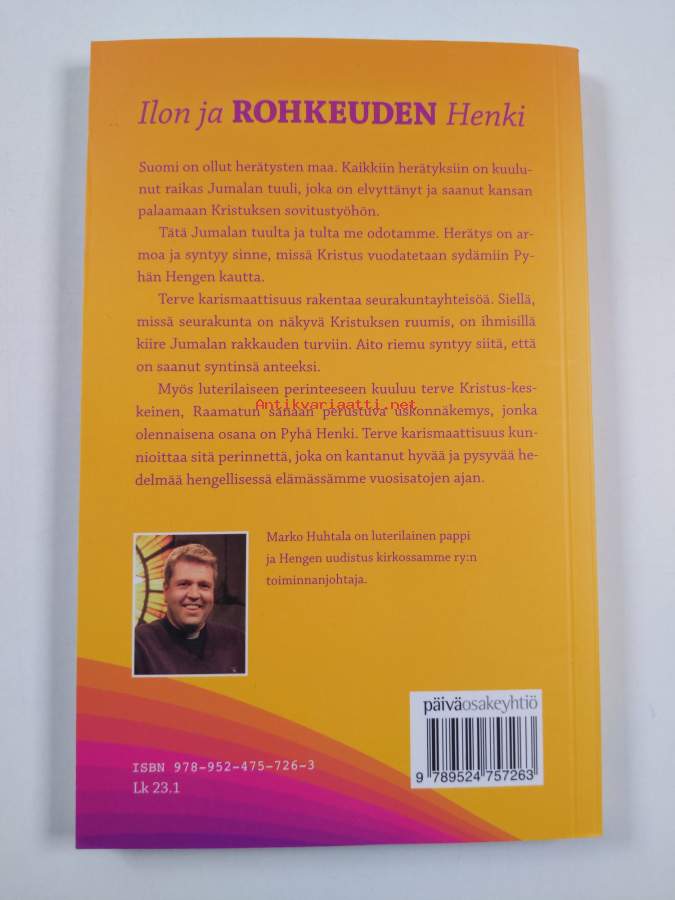 Ilon ja ROHKEUDEN Henki
Suomi on ollut herätysten maa. Kaikkiin herätyksiin on kuulu-
nut raikas Jumalan tuuli, joka on elvyttänyt ja saanut kansan
palaamaan Kristuksen sovitustyöhön.
Tätä Jumalan tuulta ja tulta me odotamme. Herätys on ar-
moa ja syntyy sinne, missä Kristus vuodatetaan sydämiin Py-
hän Hengen kautta.
Terve karismaattisuus rakentaa seurakuntayhteisöä. Siellä,
missä seurakunta on näkyvä Kristuksen ruumis, on ihmisillä
kiire Jumalan rakkauden turviin. Aito riemu syntyy siitä, että
on saanut syntinsä anteeksi.
Myös luterilaiseen perinteeseen kuuluu terve Kristus-kes-
Antikvariaatti.net
keinen, Raamatun sanaan perustuva uskonnäkemys, jonka
olennaisena osana on Pyhä Henki. Terve karismaattisuus kun-
nioittaa sitä perinnettä, joka on kantanut hyvää ja pysyvää he-
delmää hengellisessä elämässämme vuosisatojen ajan.
Marko Huhtala on luterilainen pappi
ja Hengen uudistus kirkossamme ry:n
toiminnanjohtaja.
päiväosakeyhtiö
9 789524 757263
ISBN 978-952-475-726-3
Lk 23.1